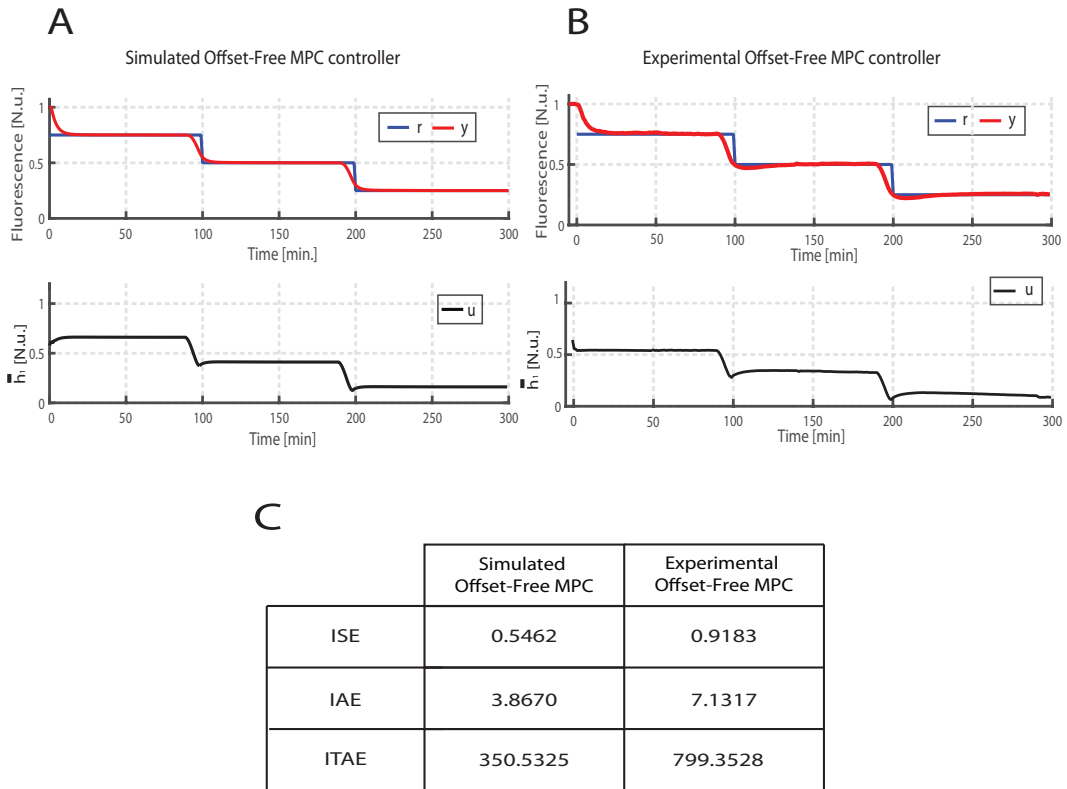 A
Simulated Offset-Free MPC controller
Fluorescence [N.u.]
1
0.5
0
r y
0 50 100 150 200 250 300
Time [min.]
h̄₁ [N.u.]
1
0.5
0
u
0 50 100 150 200 250 300
Time [min]
B
Experimental Offset-Free MPC controller
Fluorescence [N.u.]
1
0.5
0
r y
0 50 100 150 200 250 300
Time [min]
h̄₁ [N.u.]
1
0.5
0
u
0 50 100 150 200 250 300
Time [min]
C
Simulated Experimental
Offset-Free MPC Offset-Free MPC
ISE 0.5462 0.9183
IAE 3.8670 7.1317
ITAE 350.5325 799.3528